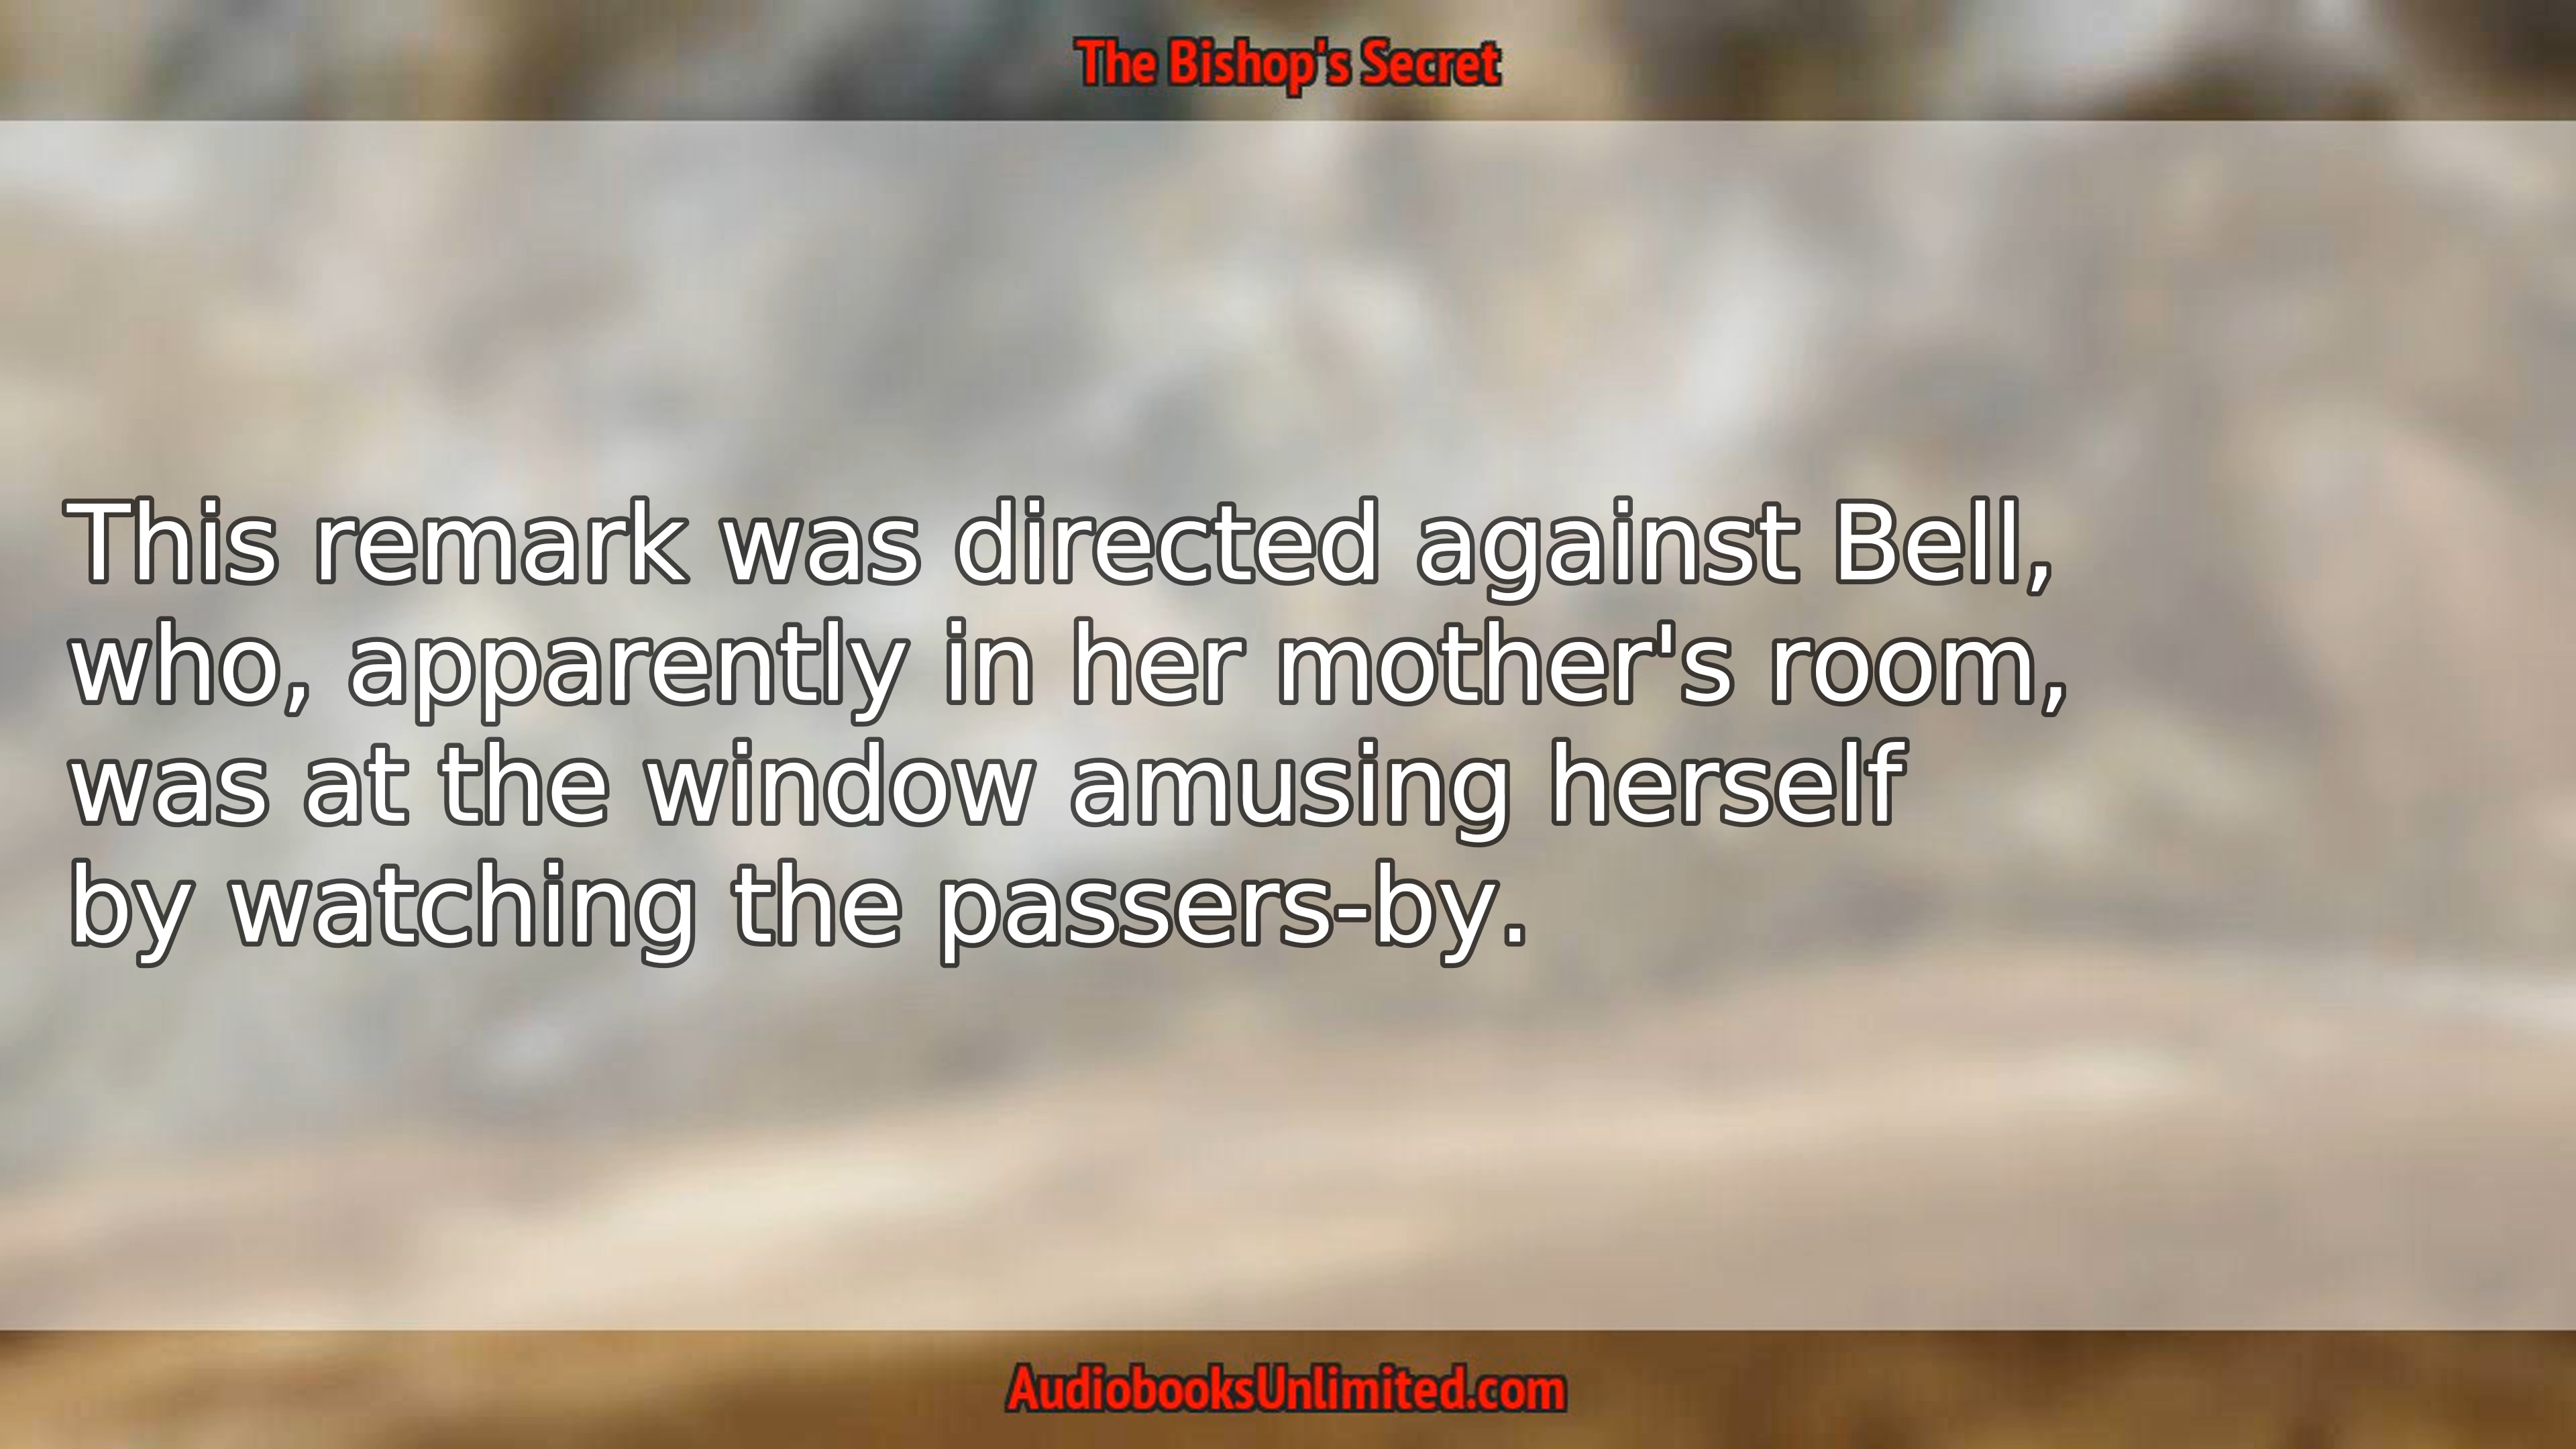 The Bishop's Secret
This remark was directed against Bell,
who, apparently in her mother's room,
was at the window amusing herself
by watching the passers-by.
AudiobooksUnlimited.com